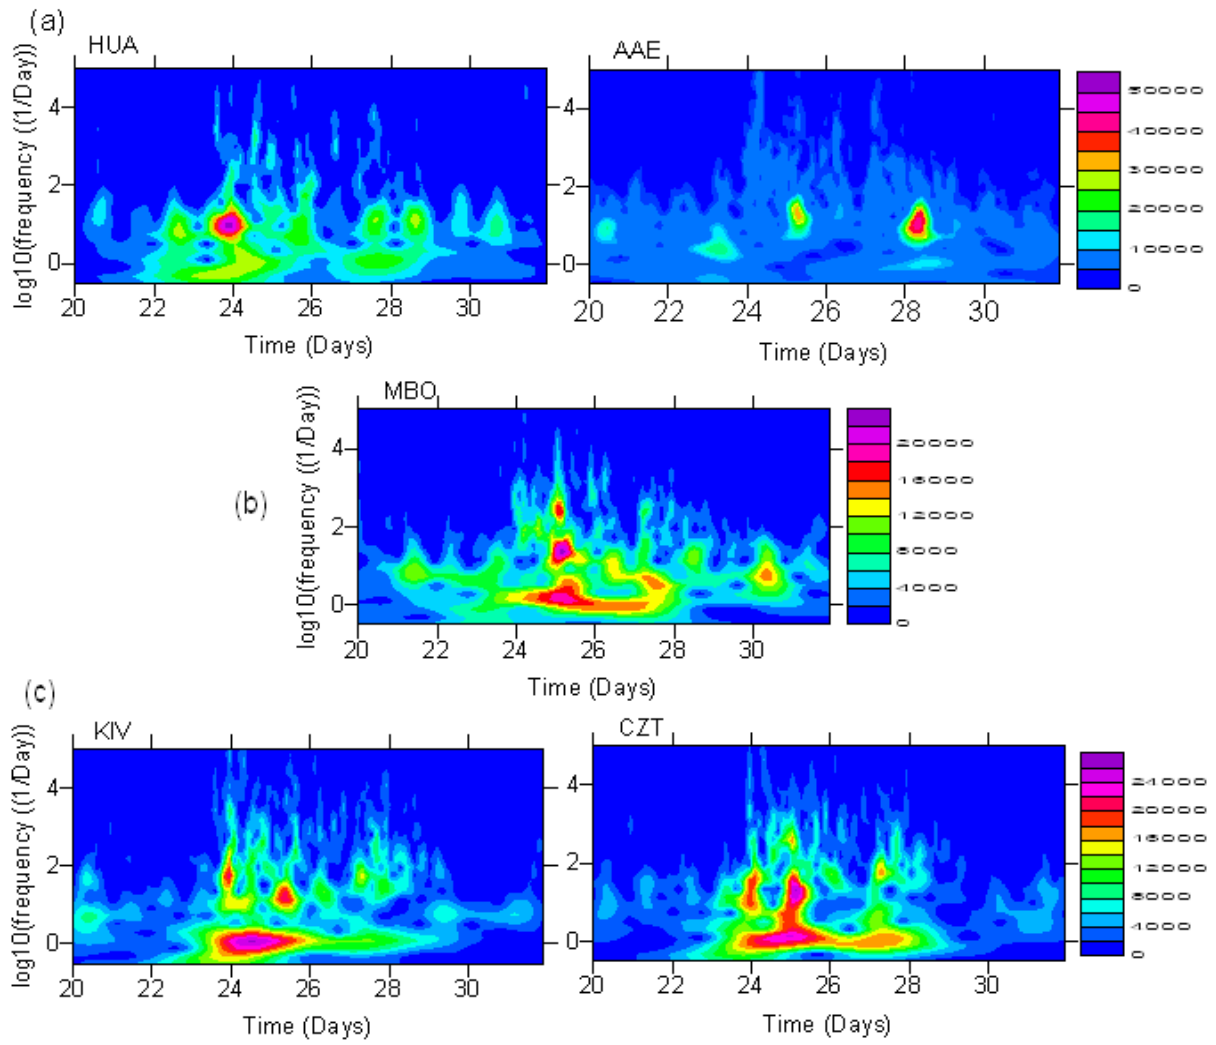 (a)
HUA
AAE
log10(frequency ((1/Day))
4
2
0
20 22 24 26 28 30
Time (Days)
4
2
0
20 22 24 26 28 30
Time (Days)
50000
40000
30000
20000
10000
0
(b)
MBO
log10(frequency ((1/Day))
4
2
0
20 22 24 26 28 30
Time (Days)
20000
16000
12000
8000
4000
0
(c)
KIV
CZT
log10(frequency ((1/Day))
4
2
0
20 22 24 26 28 30
Time (Days)
4
2
0
20 22 24 26 28 30
Time (Days)
24000
20000
16000
12000
8000
4000
0